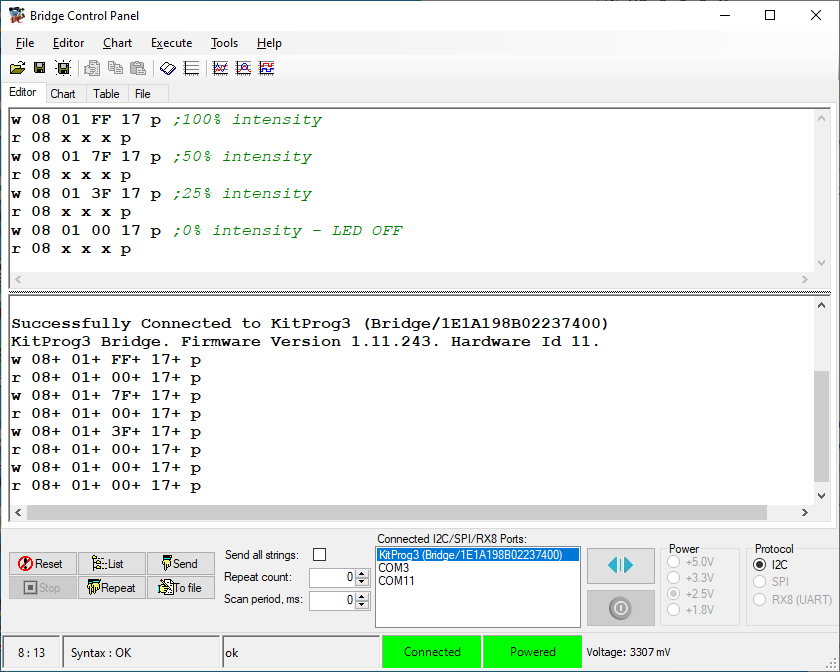 Bridge Control Panel
File Editor Chart Execute Tools Help
Editor Chart Table File
w 08 01 FF 17 p ;100% intensity
r 08 x x x p
w 08 01 7F 17 p ;50% intensity
r 08 x x x p
w 08 01 3F 17 p ;25% intensity
r 08 x x x p
w 08 01 00 17 p ;0% intensity - LED OFF
r 08 x x x p
Successfully Connected to KitProg3 (Bridge/1E1A198B02237400)
KitProg3 Bridge. Firmware Version 1.11.243. Hardware Id 11.
w 08+ 01+ FF+ 17+ p
r 08+ 01+ 00+ 17+ p
w 08+ 01+ 7F+ 17+ p
r 08+ 01+ 00+ 17+ p
w 08+ 01+ 3F+ 17+ p
r 08+ 01+ 00+ 17+ p
w 08+ 01+ 00+ 17+ p
r 08+ 01+ 00+ 17+ p
Reset List Send
Stop Repeat To file
Send all strings:
Repeat count: 0
Scan period, ms: 0
Connected I2C/SPI/RX8 Ports:
KitProg3 (Bridge/1E1A198B02237400)
COM3
COM11
Power
+5.0V
+3.3V
+2.5V
+1.8V
Protocol
I2C
SPI
RX8 (UART)
8 : 13 Syntax : OK ok Connected Powered Voltage: 3307 mV